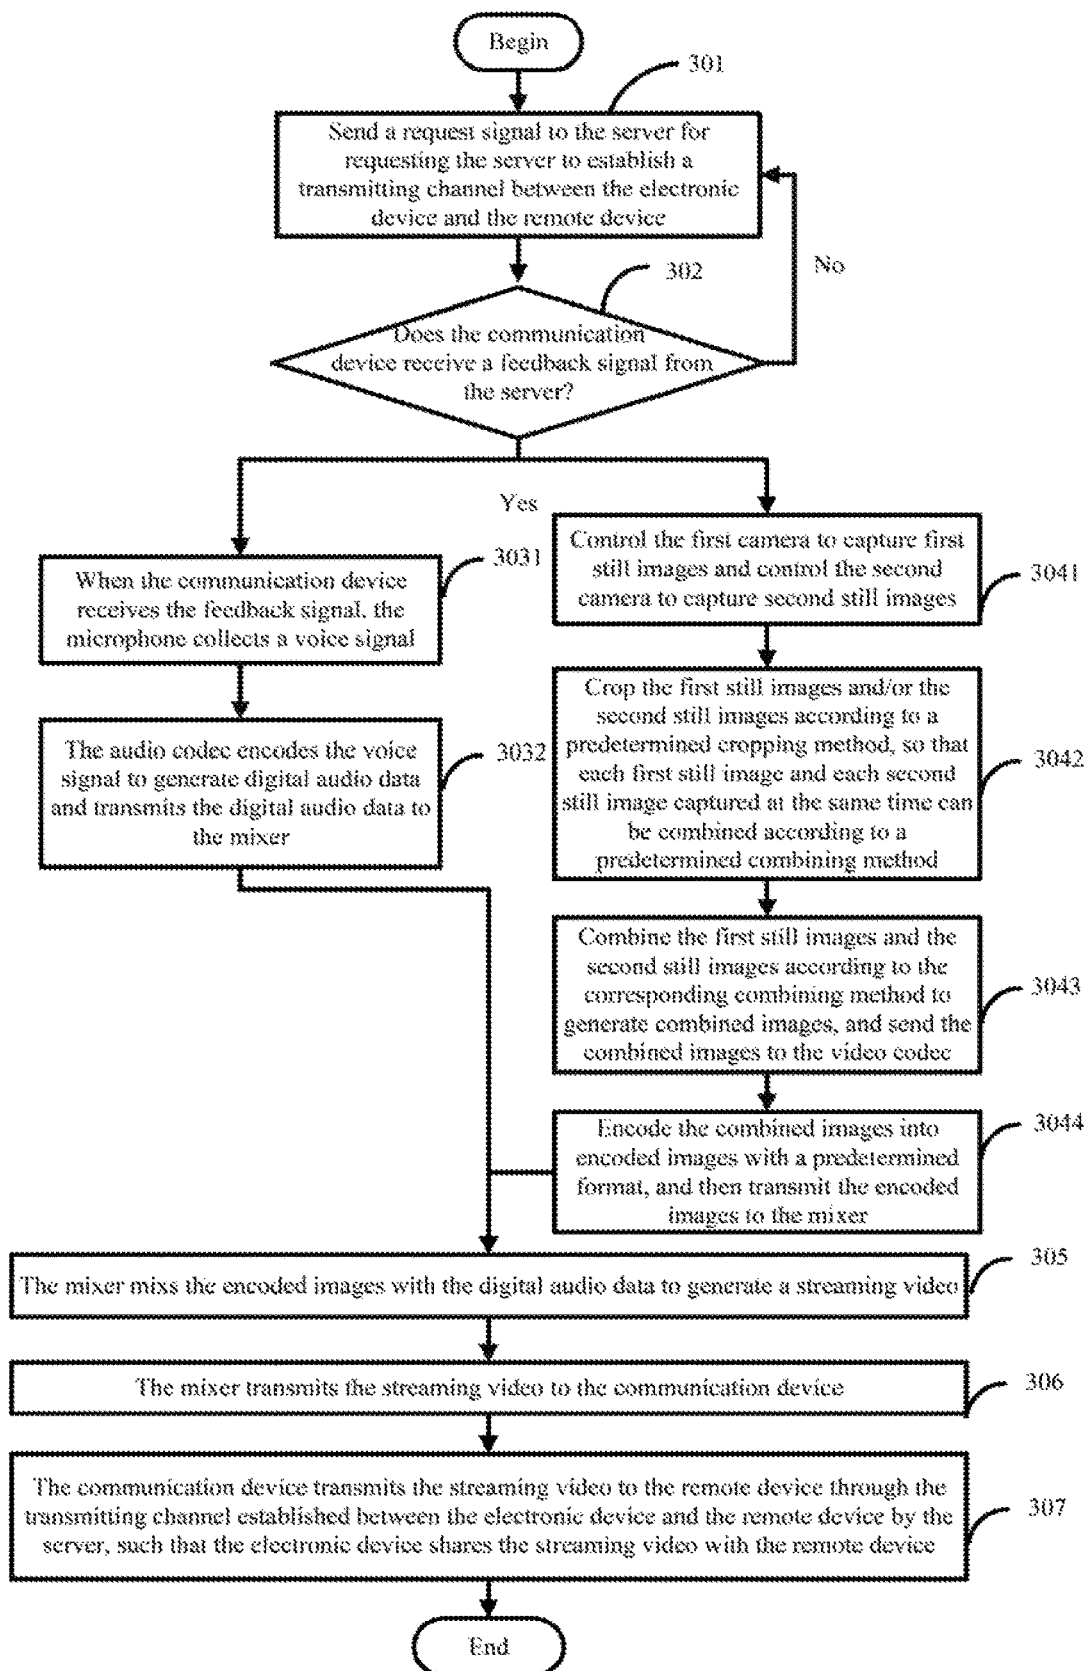 Begin
301
Send a request signal to the server for
requesting the server to establish a
transmitting channel between the electronic
device and the remote device
No
302
Does the communication
device receive a feedback signal from
the server?
Yes
3031
When the communication device
receives the feedback signal, the
microphone collects a voice signal
3032
The audio codec encodes the voice
signal to generate digital audio data
and transmits the digital audio data to
the mixer
Control the first camera to capture first
still images and control the second
camera to capture second still images
3041
Crop the first still images and/or the
second still images according to a
predetermined cropping method, so that
each first still image and each second
still image captured at the same time can
be combined according to a
predetermined combining method
3042
Combine the first still images and the
second still images according to the
corresponding combining method to
generate combined images, and send the
combined images to the video codec
3043
Encode the combined images into
encoded images with a predetermined
format, and then transmit the encoded
images to the mixer
3044
The mixer mixs the encoded images with the digital audio data to generate a streaming video
305
The mixer transmits the streaming video to the communication device
306
The communication device transmits the streaming video to the remote device through the
transmitting channel established between the electronic device and the remote device by the
server, such that the electronic device shares the streaming video with the remote device
307
End